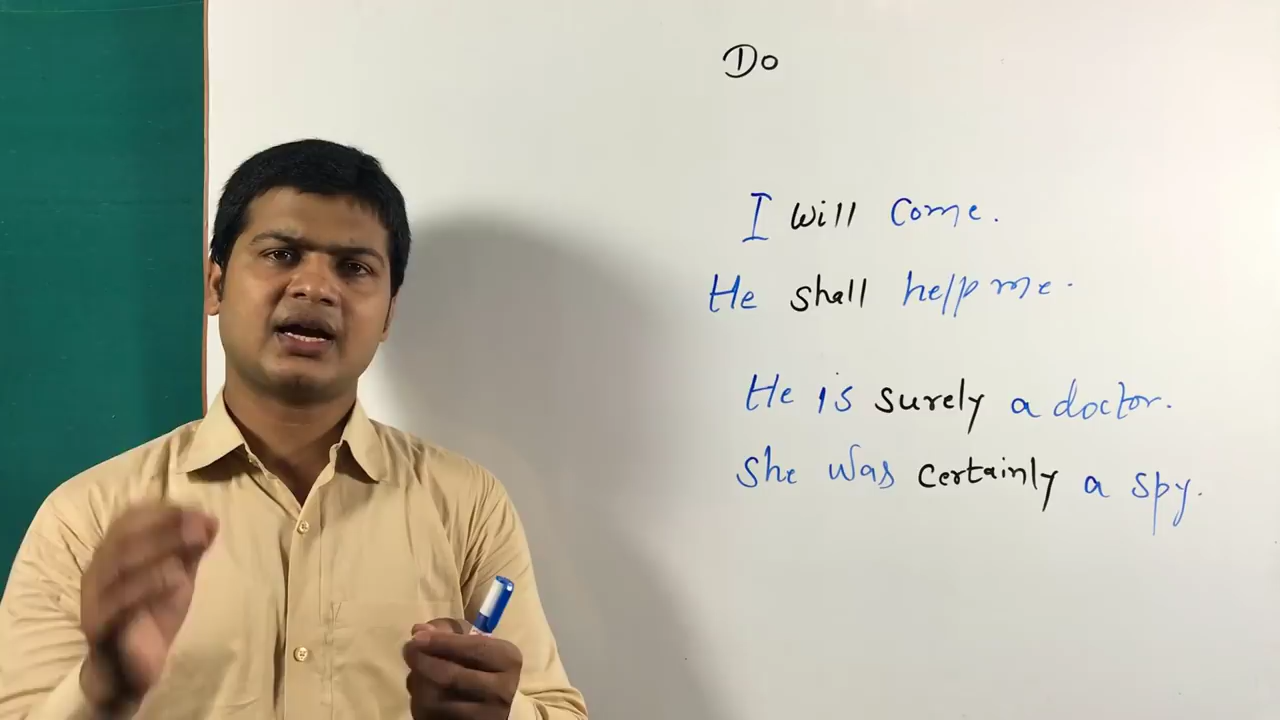 Do
I will come.
He shall help me.
He is surely a doctor.
She was certainly a spy.